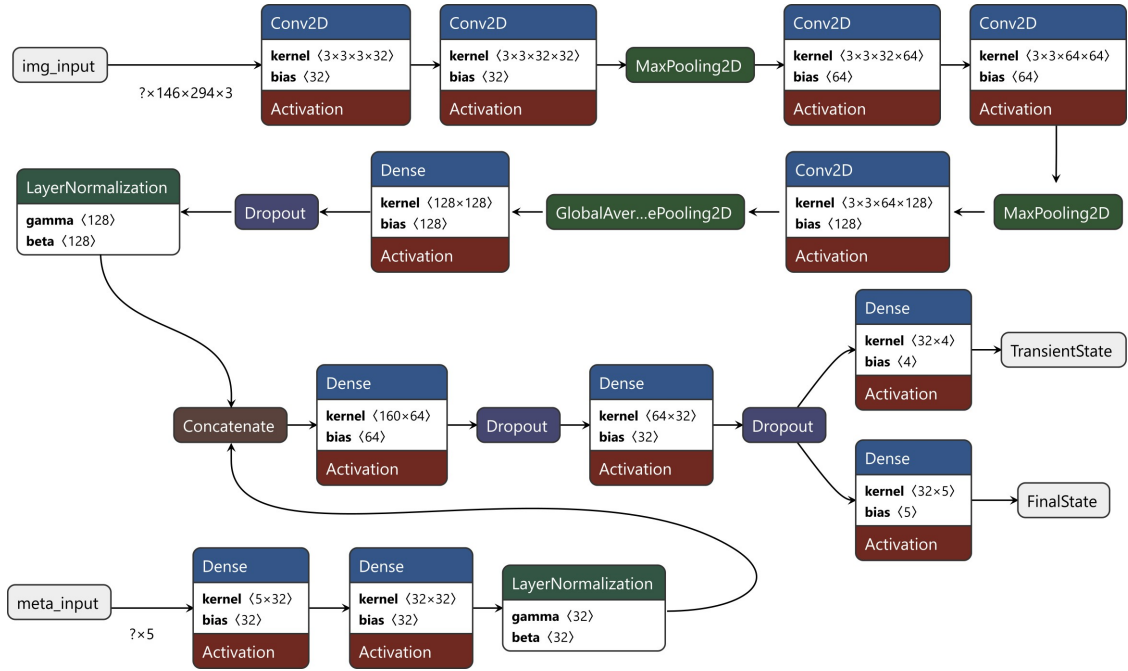 img_input
?×146×294×3
Conv2D
kernel 〈3×3×3×32〉
bias 〈32〉
Activation
Conv2D
kernel 〈3×3×32×32〉
bias 〈32〉
Activation
MaxPooling2D
Conv2D
kernel 〈3×3×32×64〉
bias 〈64〉
Activation
Conv2D
kernel 〈3×3×64×64〉
bias 〈64〉
Activation
MaxPooling2D
Conv2D
kernel 〈3×3×64×128〉
bias 〈128〉
Activation
GlobalAver...ePooling2D
Dense
kernel 〈128×128〉
bias 〈128〉
Activation
Dropout
LayerNormalization
gamma 〈128〉
beta 〈128〉
Concatenate
Dense
kernel 〈160×64〉
bias 〈64〉
Activation
Dropout
Dense
kernel 〈64×32〉
bias 〈32〉
Activation
Dropout
Dense
kernel 〈32×4〉
bias 〈4〉
Activation
TransientState
Dense
kernel 〈32×5〉
bias 〈5〉
Activation
FinalState
meta_input
?×5
Dense
kernel 〈5×32〉
bias 〈32〉
Activation
Dense
kernel 〈32×32〉
bias 〈32〉
Activation
LayerNormalization
gamma 〈32〉
beta 〈32〉